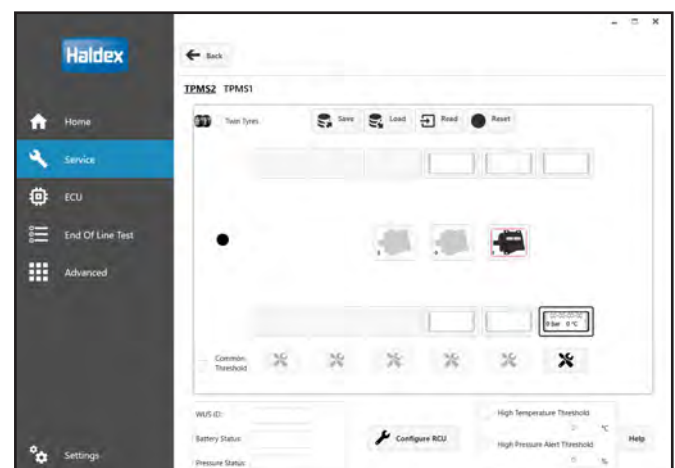 Haldex
Back
TPMS2 TPMS1
Home
Twin Tyres
Save
Load
Read
Reset
Service
ECU
End Of Line Test
Advanced
0 bar 0 °C
Common
Threshold
WUS ID:
High Temperature Threshold
°C
Battery Status:
Configure RCU
High Pressure Alert Threshold
Help
Settings
Pressure Status:
%